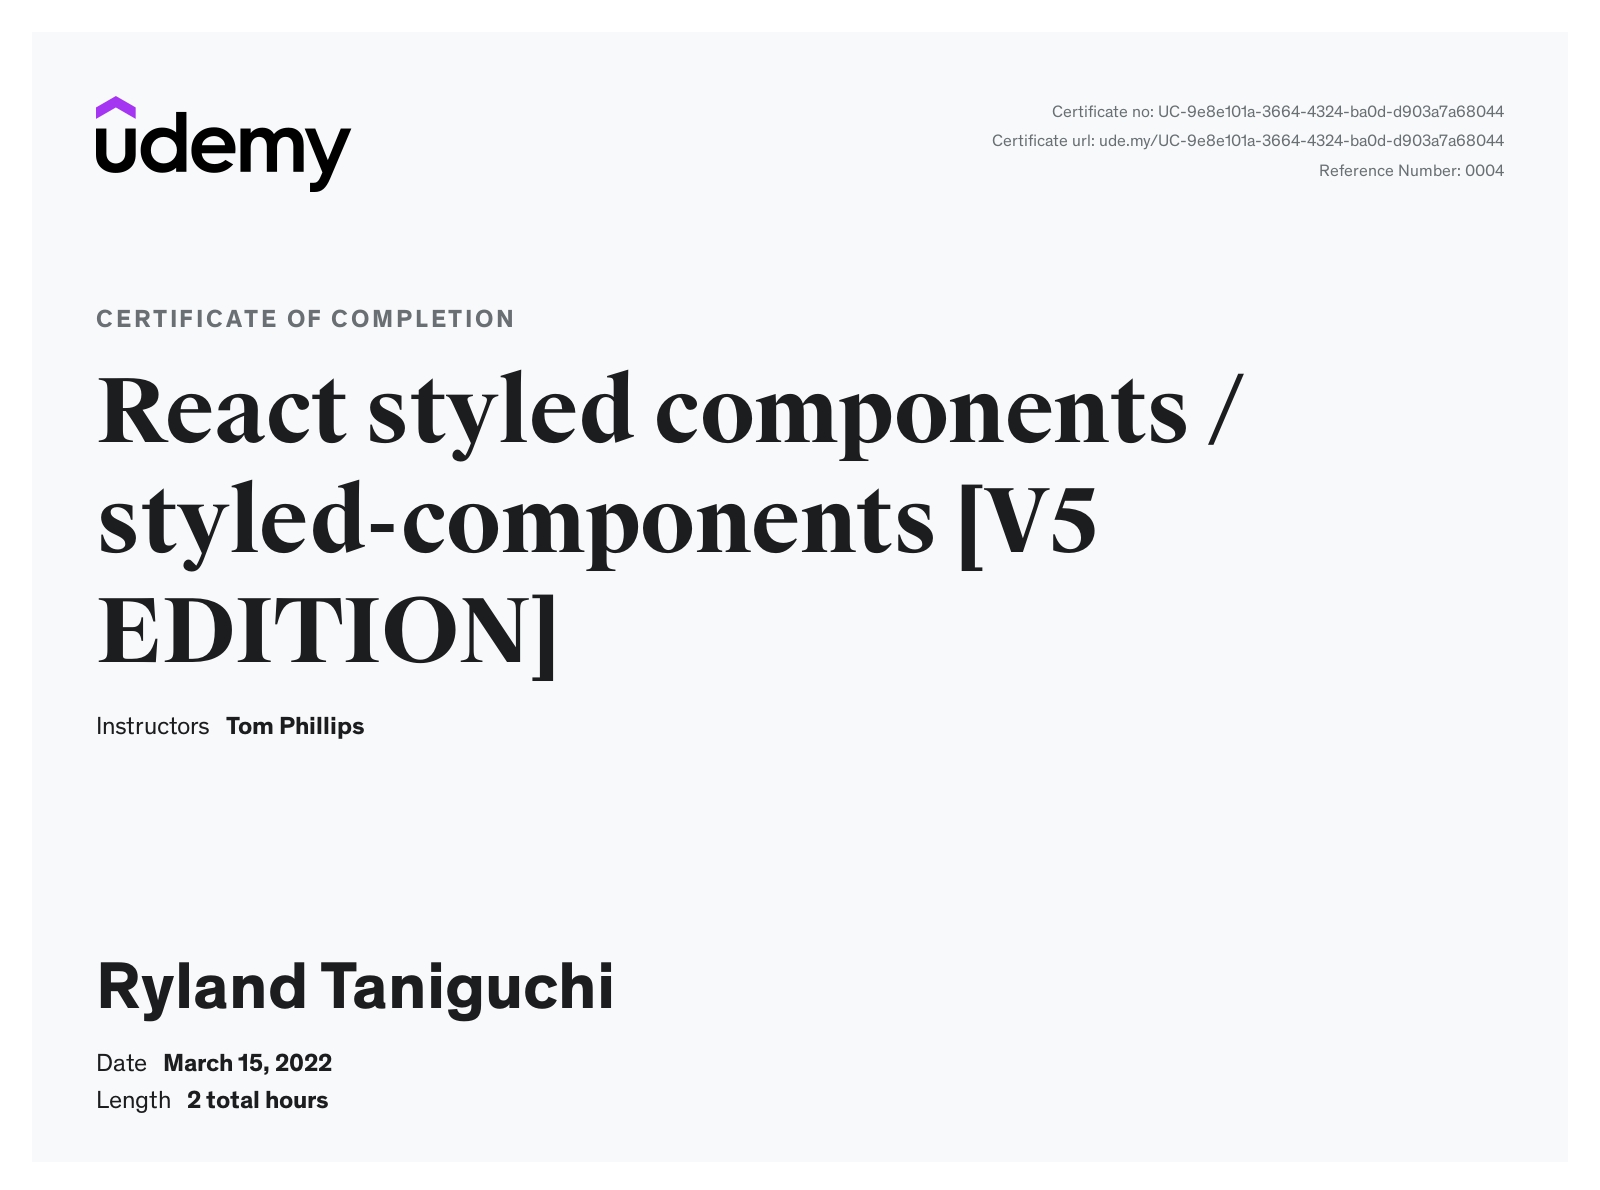 udemy
Certificate no: UC-9e8e101a-3664-4324-ba0d-d903a7a68044
Certificate url: ude.my/UC-9e8e101a-3664-4324-ba0d-d903a7a68044
Reference Number: 0004
CERTIFICATE OF COMPLETION
React styled components /
styled-components [V5
EDITION]
Instructors Tom Phillips
Ryland Taniguchi
Date March 15, 2022
Length 2 total hours